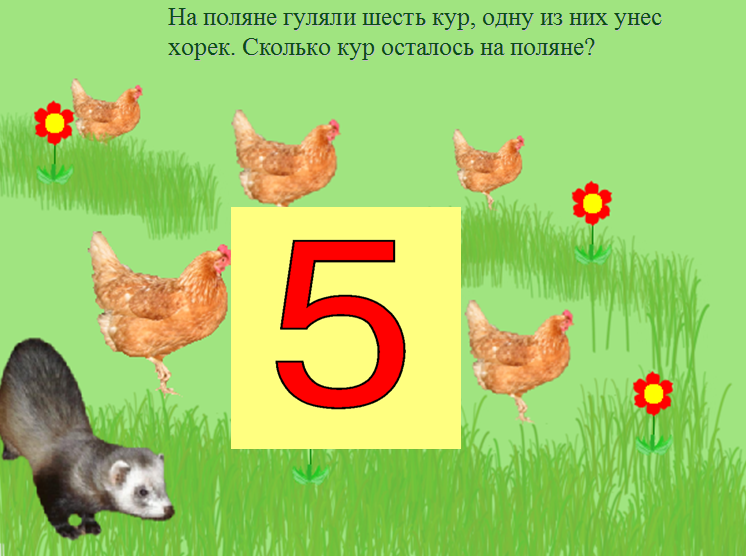 На поляне гуляли шесть кур, одну из них унес
хорек. Сколько кур осталось на поляне?
5